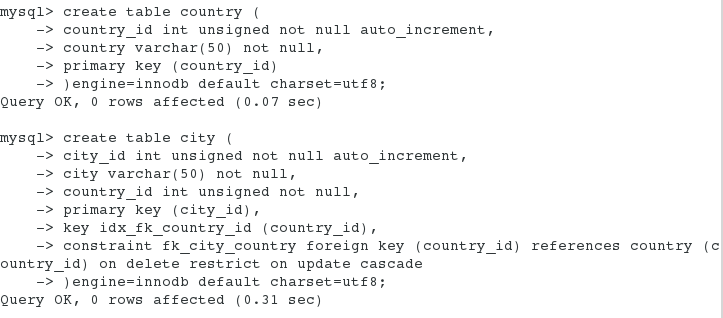 mysql> create table country (
    -> country_id int unsigned not null auto_increment,
    -> country varchar(50) not null,
    -> primary key (country_id)
    -> )engine=innodb default charset=utf8;
Query OK, 0 rows affected (0.07 sec)

mysql> create table city (
    -> city_id int unsigned not null auto_increment,
    -> city varchar(50) not null,
    -> country_id int unsigned not null,
    -> primary key (city_id),
    -> key idx_fk_country_id (country_id),
    -> constraint fk_city_country foreign key (country_id) references country (c
ountry_id) on delete restrict on update cascade
    -> )engine=innodb default charset=utf8;
Query OK, 0 rows affected (0.31 sec)